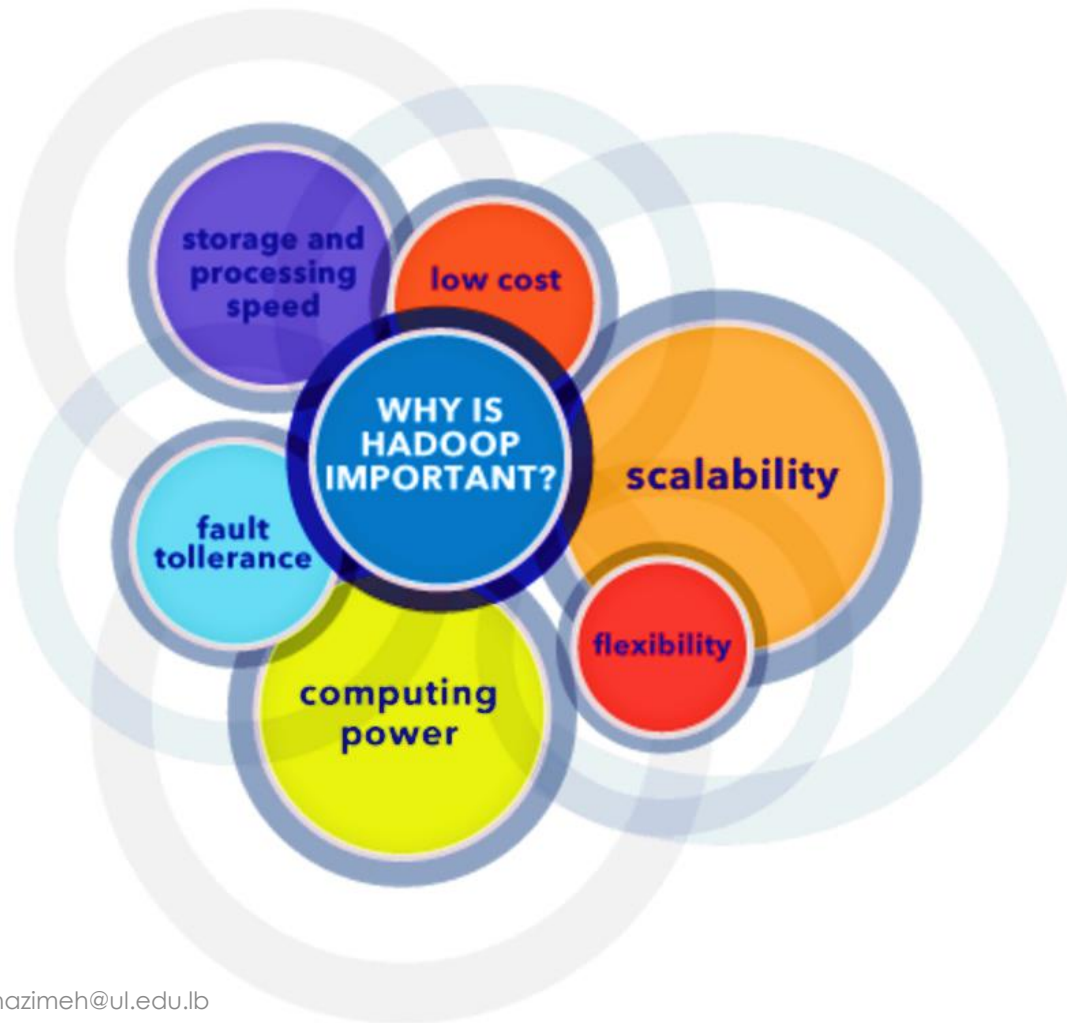 storage and
processing
speed
low cost
WHY IS
HADOOP
IMPORTANT?
scalability
fault
tollerance
flexibility
computing
power
nazimeh@ul.edu.lb